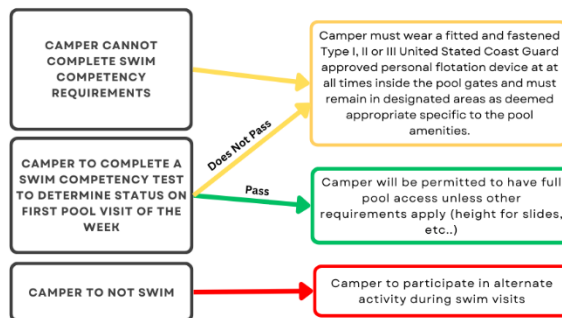 CAMPER CANNOT
COMPLETE SWIM
COMPETENCY
REQUIREMENTS
Camper must wear a fitted and fastened
Type I, II or III United Stated Coast Guard
approved personal flotation device at at
all times inside the pool gates and must
remain in designated areas as deemed
appropriate specific to the pool
amenities.
Does Not Pass
CAMPER TO COMPLETE A
SWIM COMPETENCY TEST
TO DETERMINE STATUS ON
FIRST POOL VISIT OF THE
WEEK
Pass
Camper will be permitted to have full
pool access unless other
requirements apply (height for slides,
etc..)
CAMPER TO NOT SWIM
Camper to participate in alternate
activity during swim visits